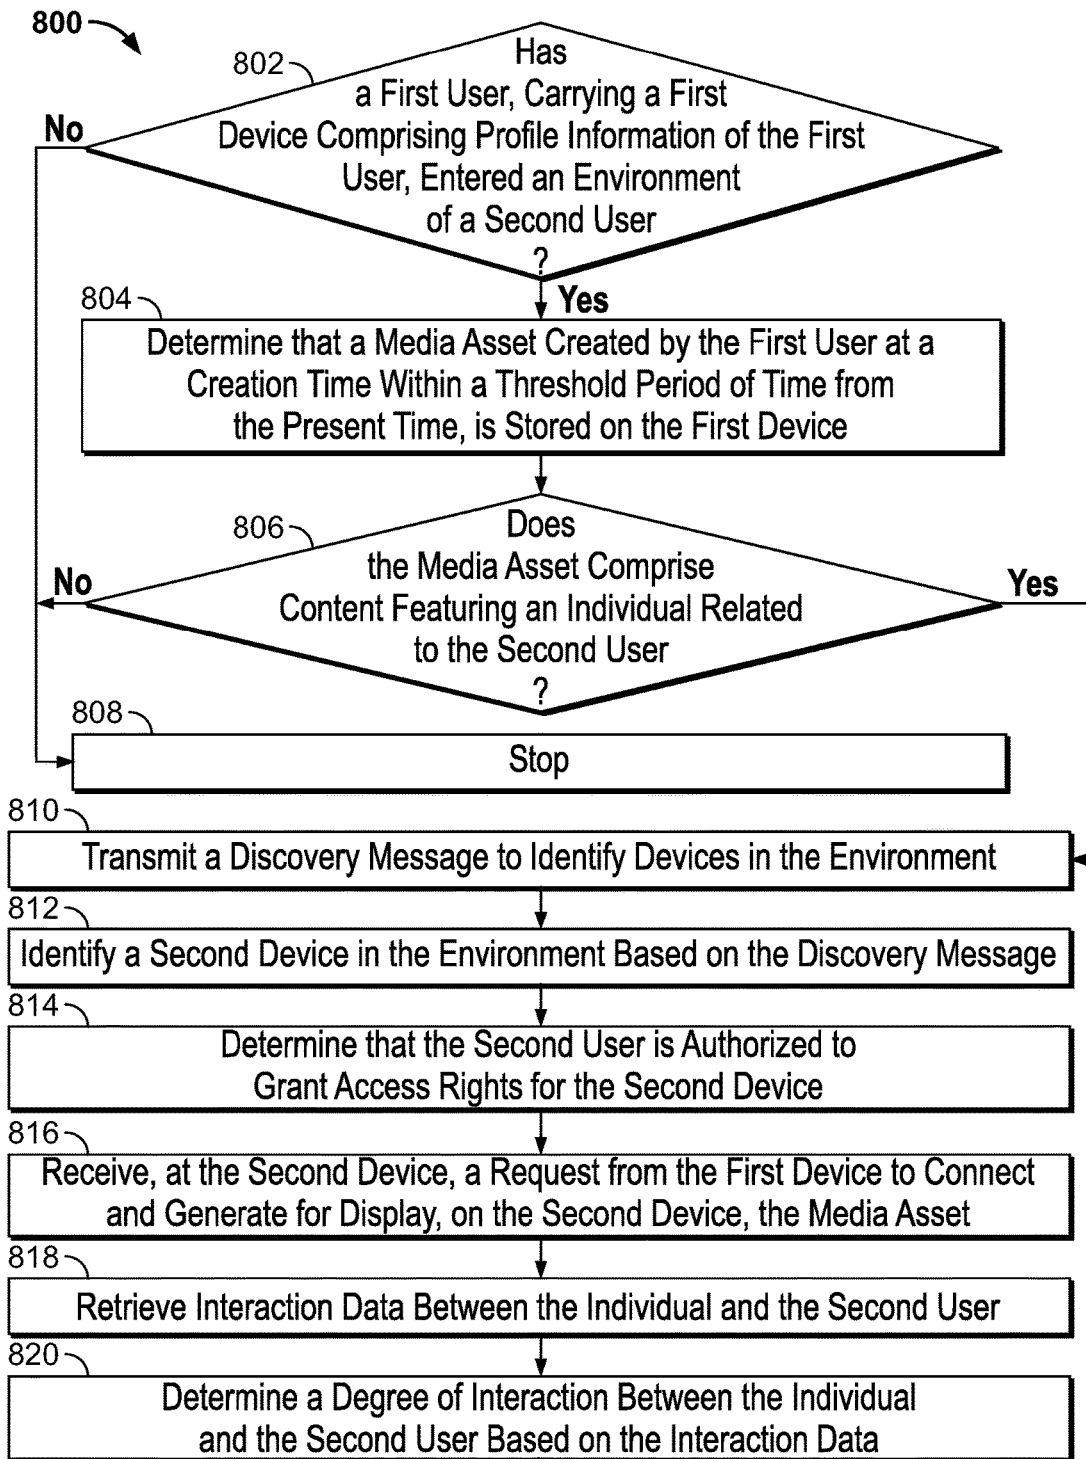 800
802
Has
a First User, Carrying a First
Device Comprising Profile Information of the First
User, Entered an Environment
of a Second User
?
No
Yes
804
Determine that a Media Asset Created by the First User at a
Creation Time Within a Threshold Period of Time from
the Present Time, is Stored on the First Device
806
Does
the Media Asset Comprise
Content Featuring an Individual Related
to the Second User
?
No
Yes
808
Stop
810
Transmit a Discovery Message to Identify Devices in the Environment
812
Identify a Second Device in the Environment Based on the Discovery Message
814
Determine that the Second User is Authorized to
Grant Access Rights for the Second Device
816
Receive, at the Second Device, a Request from the First Device to Connect
and Generate for Display, on the Second Device, the Media Asset
818
Retrieve Interaction Data Between the Individual and the Second User
820
Determine a Degree of Interaction Between the Individual
and the Second User Based on the Interaction Data